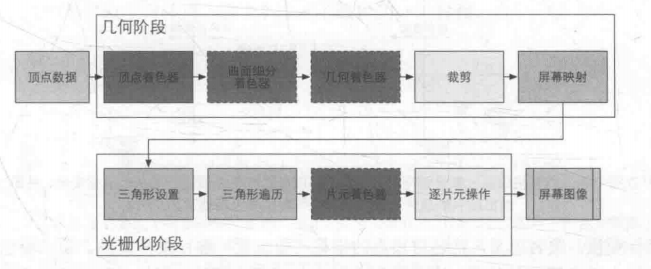 几何阶段
顶点数据
顶点着色器
曲面细分
着色器
几何着色器
裁剪
屏幕映射
三角形设置
三角形遍历
片元着色器
逐片元操作
屏幕图像
光栅化阶段